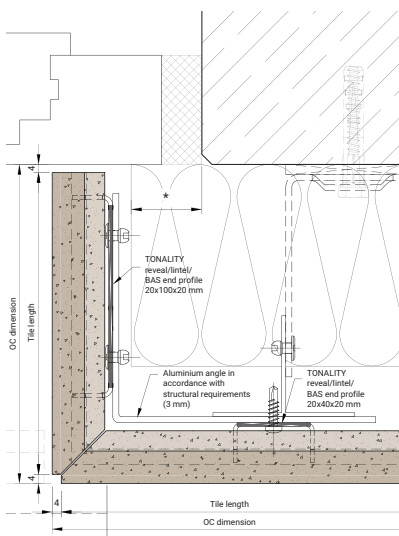 4
*
TONALITY
reveal/lintel/
BAS end profile
20x100x20 mm
OC dimension
Tile length
Aluminium angle in
accordance with
structural requirements
(3 mm)
TONALITY
reveal/lintel/
BAS end profile
20x40x20 mm
4
4
Tile length
OC dimension